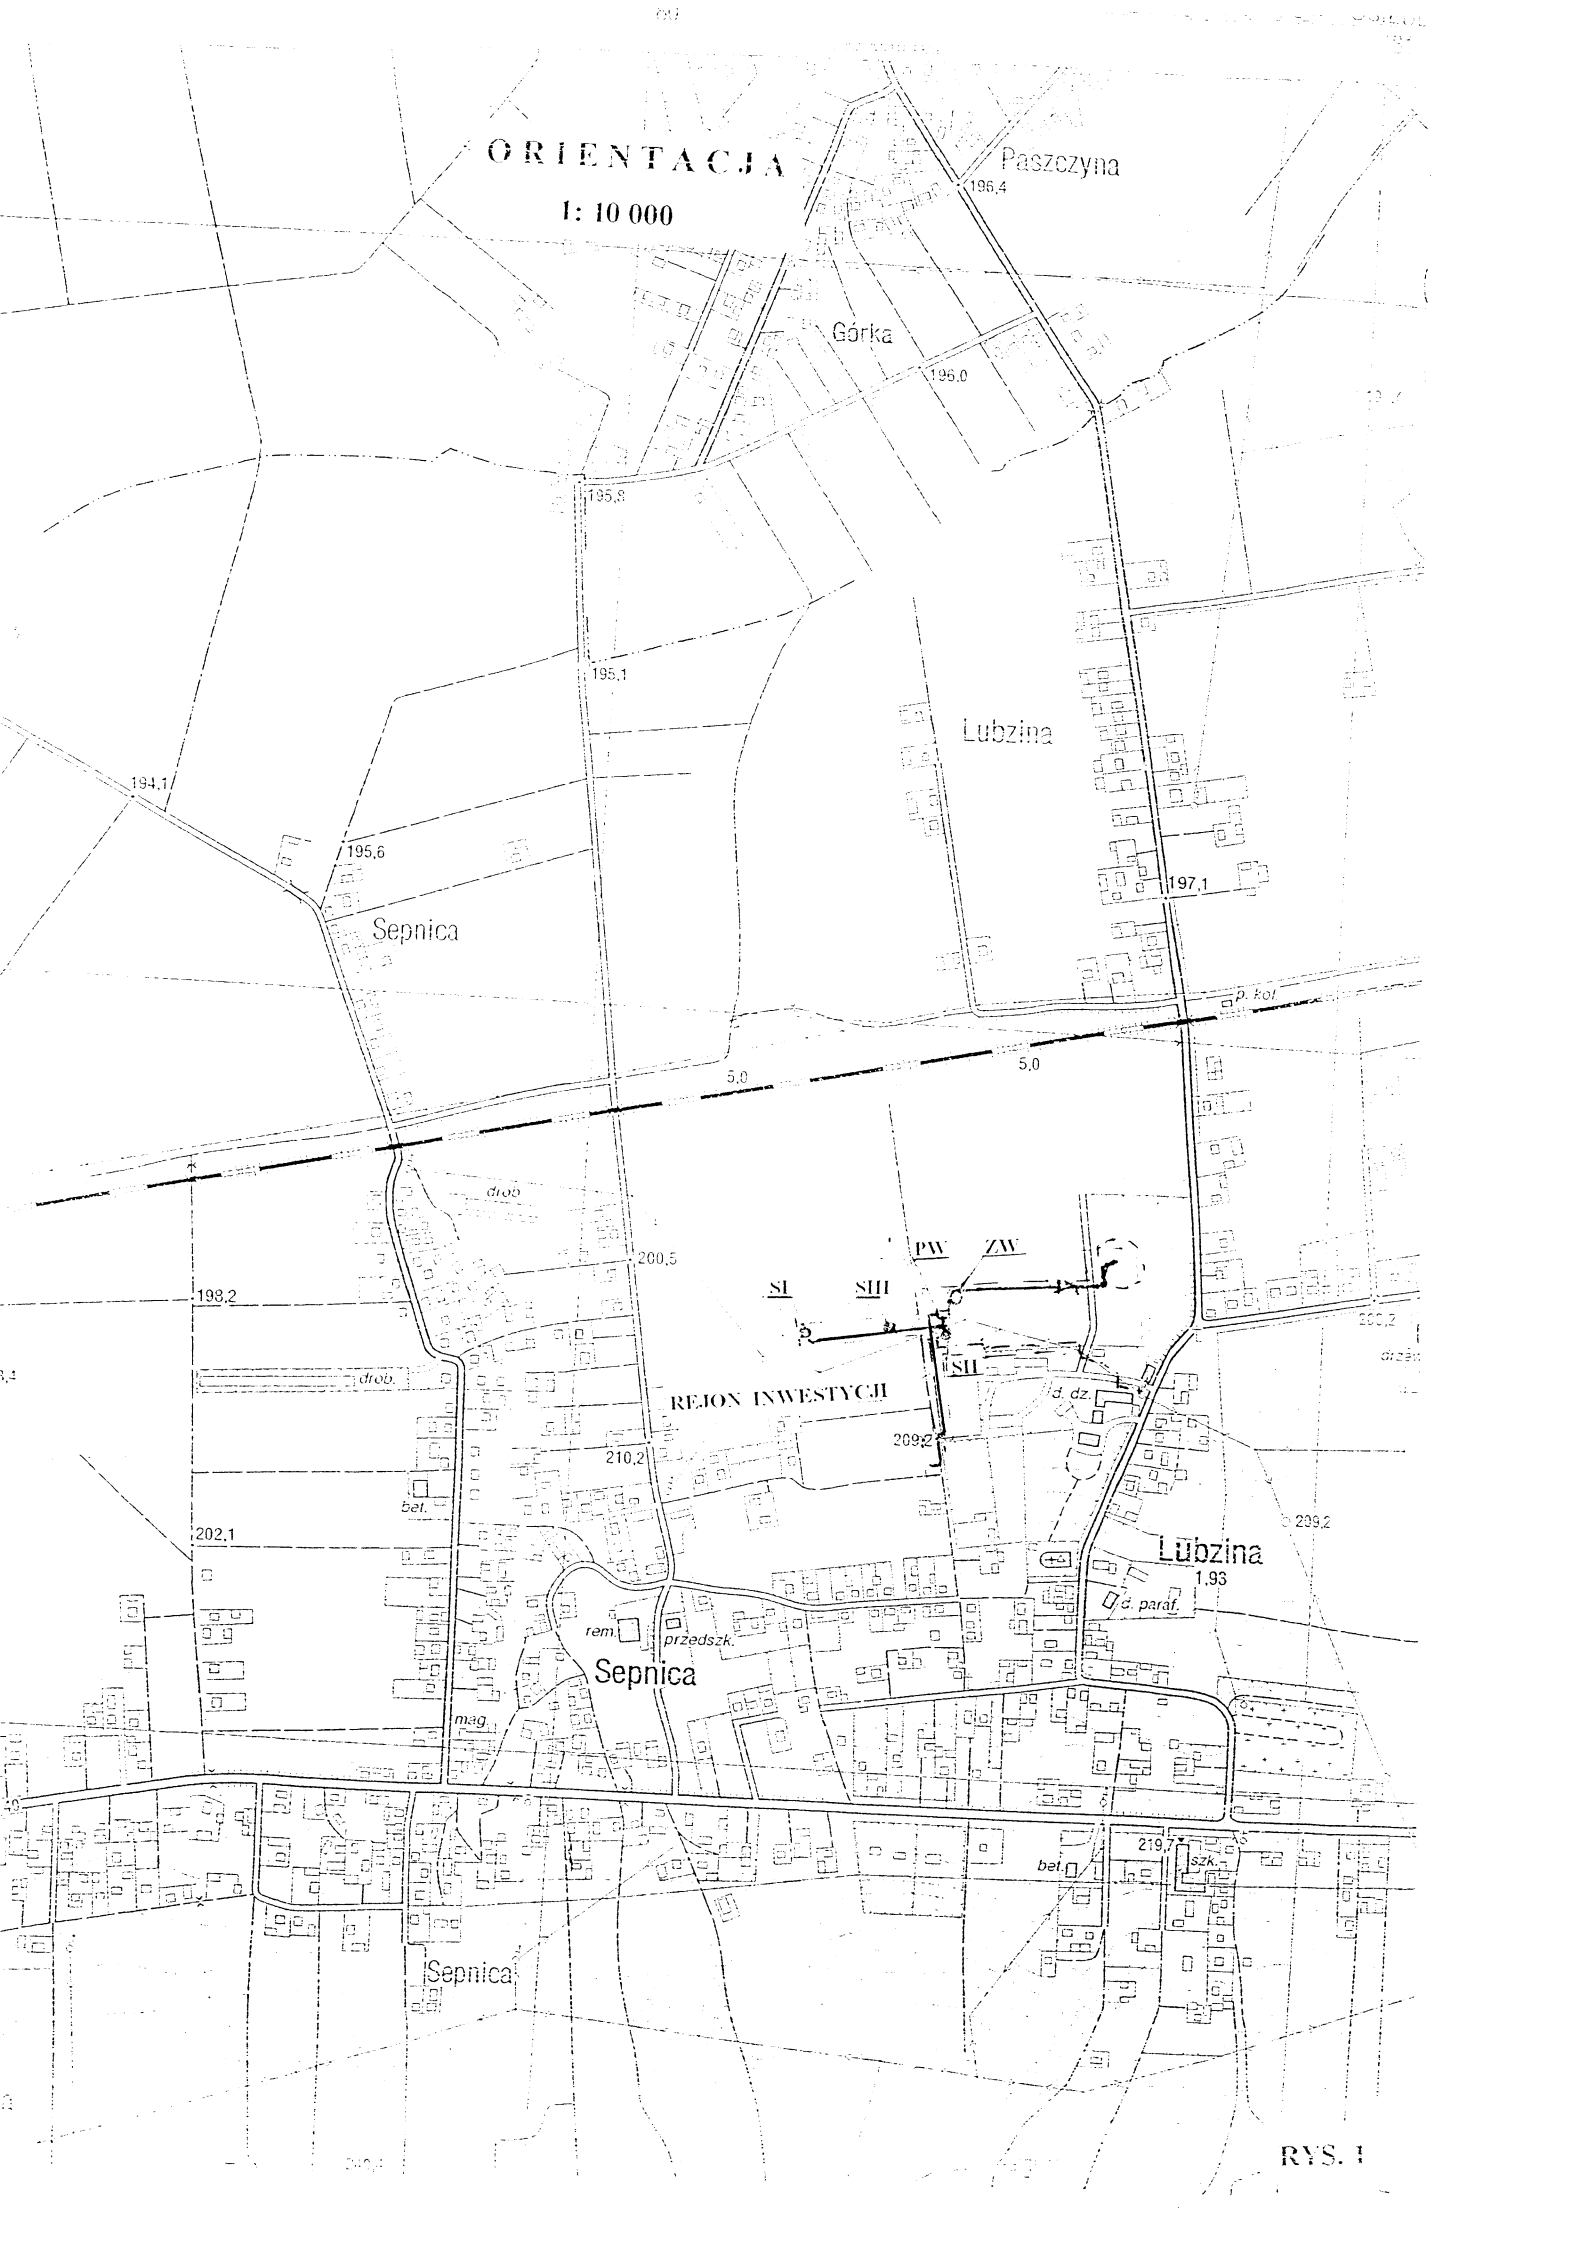 ORIENTACJA
1: 10 000
Paszczyna
196,4
Górka
196,0
195,8
195,1
Lubzina
194,1
195,6
197,1
Sepnica
p. kol.
5,0
5,0
drob
200,5
PW ZW
SI SIII
198,2
SII
drob.
d. dz.
REJON INWESTYCJI
209,2
210,2
bet.
202,1
209,2
Lubzina
1,93
d. paraf.
rem.
przedszk.
Sepnica
mag.
219,7
szk.
bet.
Sepnica
RYS. 1